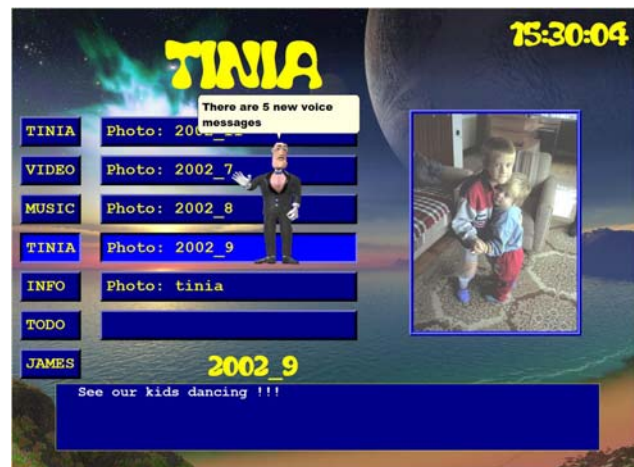 15:30:04
TINIA
There are 5 new voice
messages
TINIA
Photo:
VIDEO
Photo: 2002_7
MUSIC
Photo: 2002_8
TINIA
Photo: 2002_9
INFO
Photo: tinia
TODO
JAMES
2002_9
See our kids dancing !!!